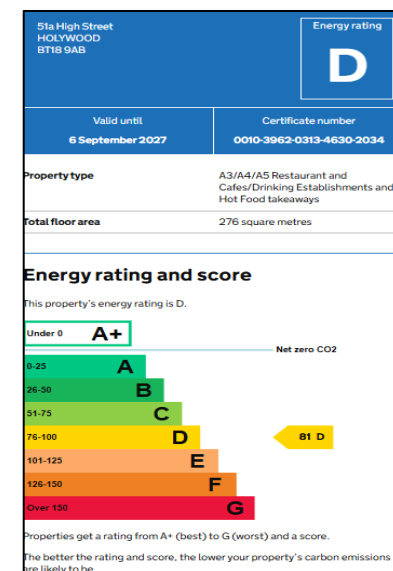 51a High Street
HOLYWOOD
BT18 9AB
Energy rating
D
Valid until
6 September 2027
Certificate number
0010-3962-0313-4630-2034
Property type
A3/A4/A5 Restaurant and
Cafes/Drinking Establishments and
Hot Food takeaways
Total floor area
276 square metres
Energy rating and score
This property's energy rating is D.
Under 0 A+
Net zero CO2
0-25 A
26-50 B
51-75 C
76-100 D
81 D
101-125 E
126-150 F
Over 150 G
Properties get a rating from A+ (best) to G (worst) and a score.
The better the rating and score, the lower your property's carbon emissions
are likely to be.